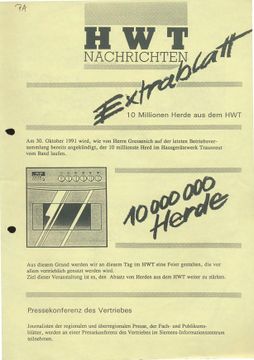 7A
HWT
NACHRICHTEN
Extrablatt
10 Millionen Herde aus dem HWT
Am 30. Oktober 1991 wird, wie von Herrn Grossmich auf der letzten Betriebsver-
sammlung bereits angekündigt, der 10 millionste Herd im Hausgerätewerk Traunreut
vom Band laufen.
10 000 000
Herde
Aus diesem Grund werden wir an diesem Tag im HWT eine Feier gestalten, die vor
allem vertrieblich genutzt werden wird.
Ziel dieser Veranstaltung ist es, den Absatz von Herden aus dem HWT weiter zu stärken.
Pressekonferenz des Vertriebes
Journalisten der regionalen und überregionalen Presse, der Fach- und Publikums-
blätter, werden an einer Pressekonferenz des Vertriebes im Siemens-Informationszentrum
teilnehmen.